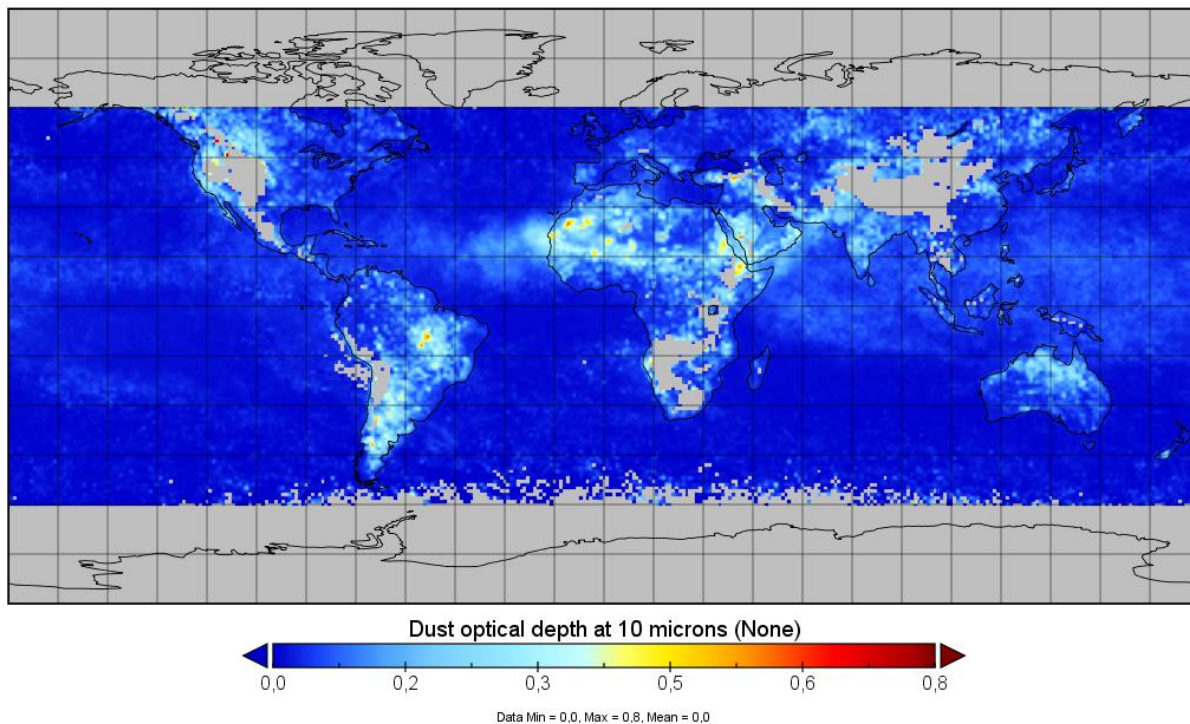 Dust optical depth at 10 microns (None)
0,0 0,2 0,3 0,5 0,6 0,8
Data Min = 0,0, Max = 0,8, Mean = 0,0